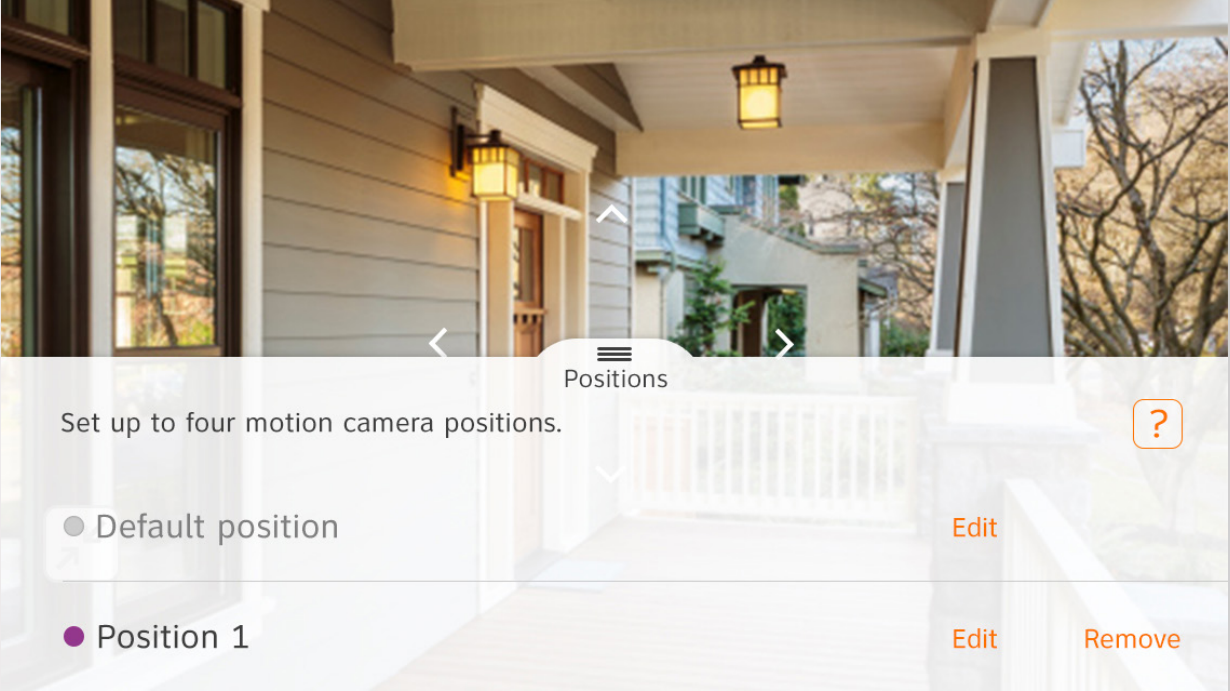 Positions
Set up to four motion camera positions.
?
Default position
Edit
Position 1
Edit
Remove